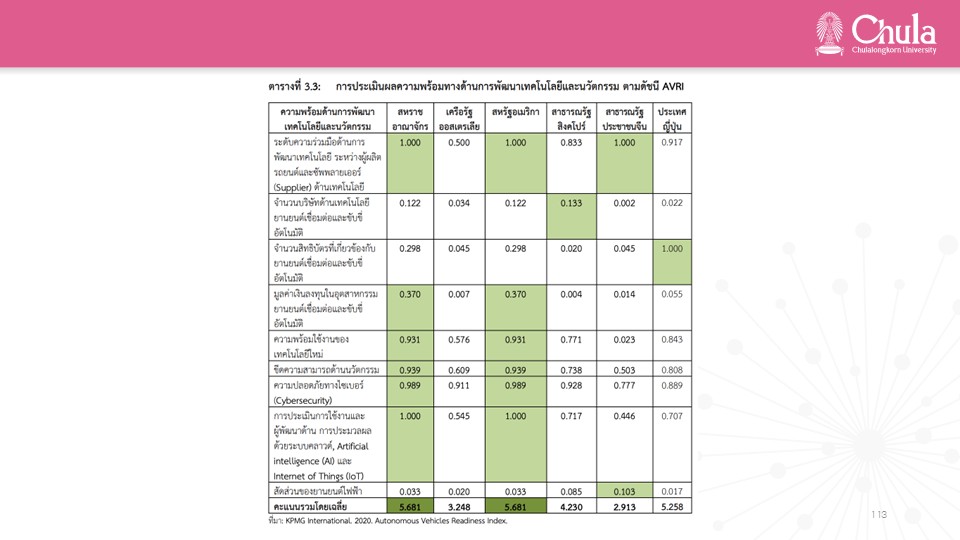 Chula
Chulalongkorn University
ตารางที่ 3.3: การประเมินผลความพร้อมทางด้านการพัฒนาเทคโนโลยีและนวัตกรรม ตามดัชนี AVRI
ความพร้อมด้านการพัฒนา สหราช เครือรัฐ สหรัฐอเมริกา สาธารณรัฐ สาธารณรัฐ ประเทศ
เทคโนโลยีและนวัตกรรม อาณาจักร ออสเตรเลีย สิงคโปร์ ประชาชนจีน ญี่ปุ่น
ระดับความร่วมมือด้านการ 1.000 0.500 1.000 0.833 1.000 0.917
พัฒนาเทคโนโลยี ระหว่างผู้ผลิต
รถยนต์และซัพพลายเออร์
(Supplier) ด้านเทคโนโลยี
จำนวนบริษัทด้านเทคโนโลยี 0.122 0.034 0.122 0.133 0.002 0.022
ยานยนต์เชื่อมต่อและขับขี่
อัตโนมัติ
จำนวนสิทธิบัตรที่เกี่ยวข้องกับ 0.298 0.045 0.298 0.020 0.045 1.000
ยานยนต์เชื่อมต่อและขับขี่
อัตโนมัติ
มูลค่าเงินลงทุนในอุตสาหกรรม 0.370 0.007 0.370 0.004 0.014 0.055
ยานยนต์เชื่อมต่อและขับขี่
อัตโนมัติ
ความพร้อมใช้งานของ 0.931 0.576 0.931 0.771 0.023 0.843
เทคโนโลยีใหม่
ขีดความสามารถด้านนวัตกรรม 0.939 0.609 0.939 0.738 0.503 0.808
ความปลอดภัยทางไซเบอร์ 0.989 0.911 0.989 0.928 0.777 0.889
(Cybersecurity)
การประเมินการใช้งานและ 1.000 0.545 1.000 0.717 0.446 0.707
ผู้พัฒนาด้าน การประมวลผล
ด้วยระบบคลาวด์, Artificial
intelligence (AI) และ
Internet of Things (IoT)
สัดส่วนของยานยนต์ไฟฟ้า 0.033 0.020 0.033 0.085 0.103 0.017
คะแนนรวมโดยเฉลี่ย 5.681 3.248 5.681 4.230 2.913 5.258
ที่มา: KPMG International. 2020. Autonomous Vehicles Readiness Index.
113